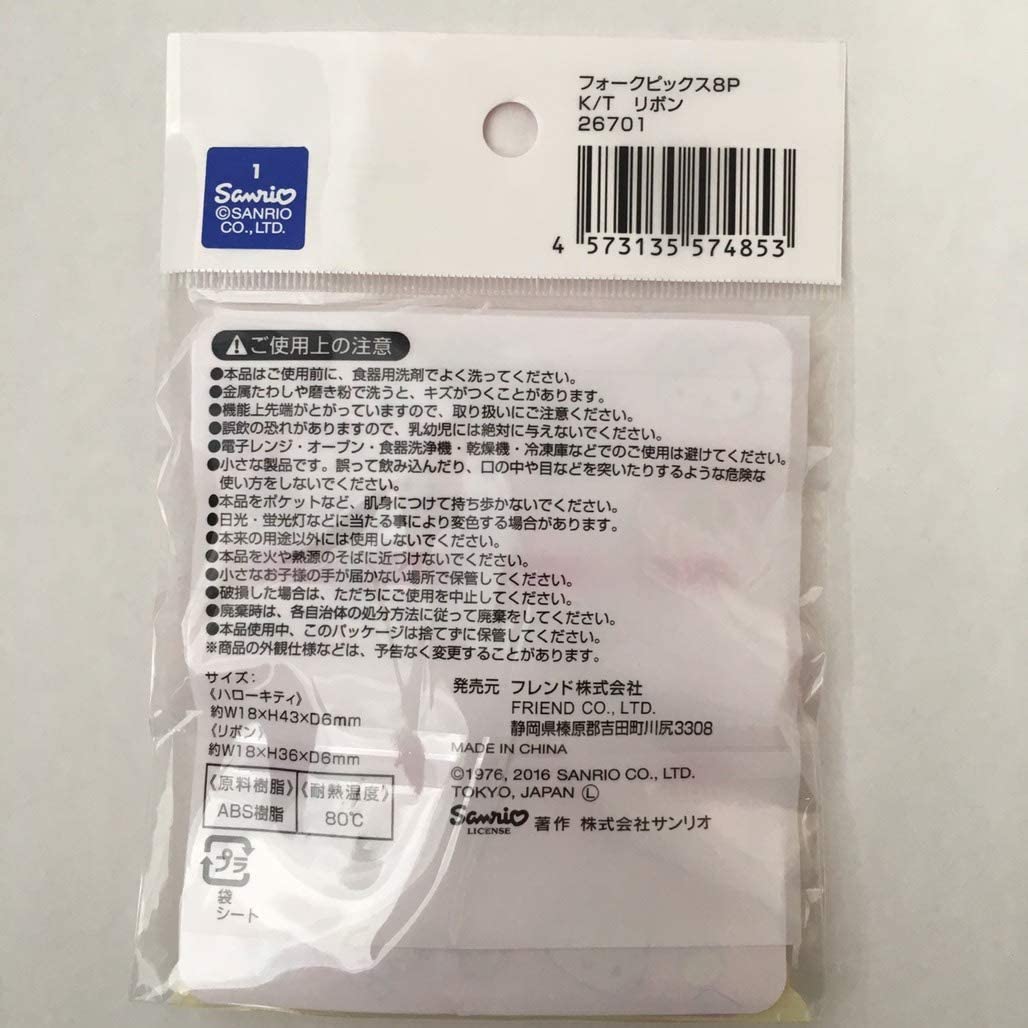 フォークピックス8P
K/T リボン
26701
4 573135 574853
1
Sanrio
©SANRIO
CO.,LTD.
ご使用上の注意
●本品はご使用前に、食器用洗剤でよく洗ってください。
●金属たわしや磨き粉で洗うと、キズがつくことがあります。
●機能上先端がとがっていますので、取り扱いにご注意ください。
●誤飲の恐れがありますので、乳幼児には絶対に与えないでください。
●電子レンジ・オーブン・食器洗浄機・乾燥機・冷凍庫などでのご使用は避けてください。
●小さな製品です。誤って飲み込んだり、口の中や目などを突いたりするような危険な
使い方をしないでください。
●本品をポケットなど、肌身につけて持ち歩かないでください。
●日光・蛍光灯などに当たる事により変色する場合があります。
●本来の用途以外には使用しないでください。
●本品を火や熱源のそばに近づけないでください。
●小さなお子様の手が届かない場所で保管してください。
●破損した場合は、ただちにご使用を中止してください。
●廃棄時は、各自治体の処分方法に従って廃棄をしてください。
●本品使用中、このパッケージは捨てずに保管してください。
※商品の外観仕様などは、予告なく変更することがあります。
サイズ：
《ハローキティ》
約W18×H43×D6mm
《リボン》
約W18×H36×D6mm
《原料樹脂》 《耐熱温度》
ABS樹脂 80℃
プラ
袋
シート
発売元 フレンド株式会社
FRIEND CO., LTD.
静岡県榛原郡吉田町川尻3308
MADE IN CHINA
©1976, 2016 SANRIO CO., LTD.
TOKYO, JAPAN Ⓛ
Sanrio
LICENSE
著作 株式会社サンリオ